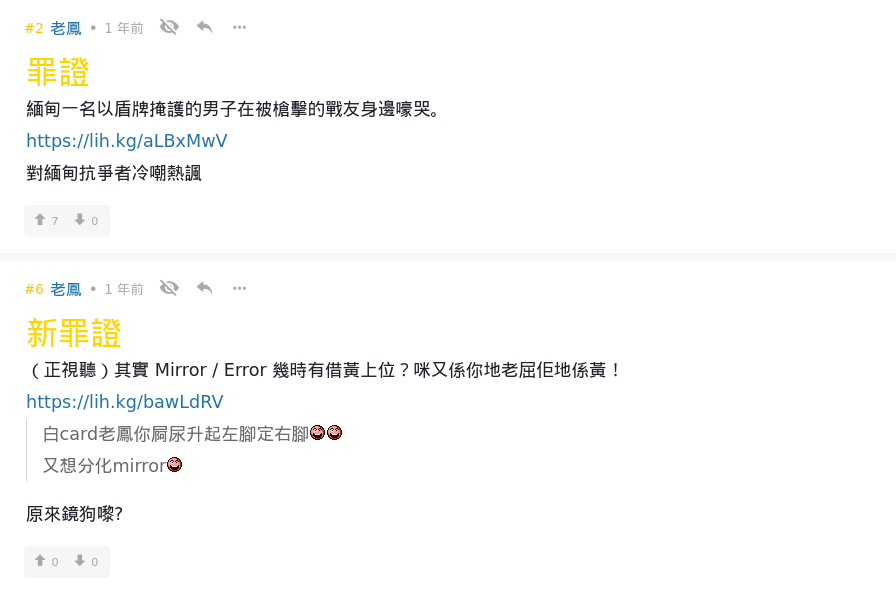 #2 老鳳 • 1 年前
罪證
緬甸一名以盾牌掩護的男子在被槍擊的戰友身邊嚎哭。
https://lih.kg/aLBxMwV
對緬甸抗爭者冷嘲熱諷
7 0
#6 老鳳 • 1 年前
新罪證
（正視聽）其實 Mirror / Error 幾時有借黃上位？咪又係你地老屈佢地係黃！
https://lih.kg/bawLdRV
白card老鳳你屙尿升起左腳定右腳
又想分化mirror
原來鏡狗嚟?
0 0